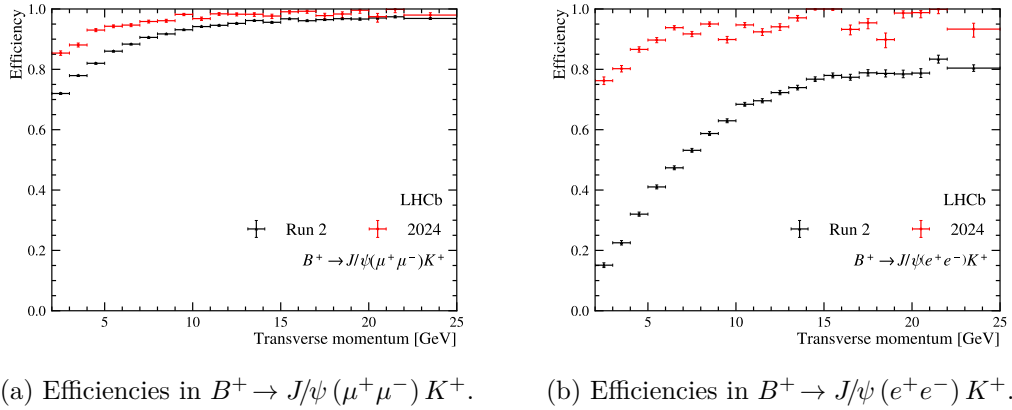 Efficiency
1.0
0.8
0.6
0.4
0.2
0.0
5 10 15 20 25
Transverse momentum [GeV]
LHCb
Run 2 2024
B⁺ → J/ψ(μ⁺μ⁻)K⁺
(a) Efficiencies in B⁺ → J/ψ (μ⁺μ⁻) K⁺.
Efficiency
1.0
0.8
0.6
0.4
0.2
0.0
5 10 15 20 25
Transverse momentum [GeV]
LHCb
Run 2 2024
B⁺ → J/ψ(e⁺e⁻)K⁺
(b) Efficiencies in B⁺ → J/ψ (e⁺e⁻) K⁺.